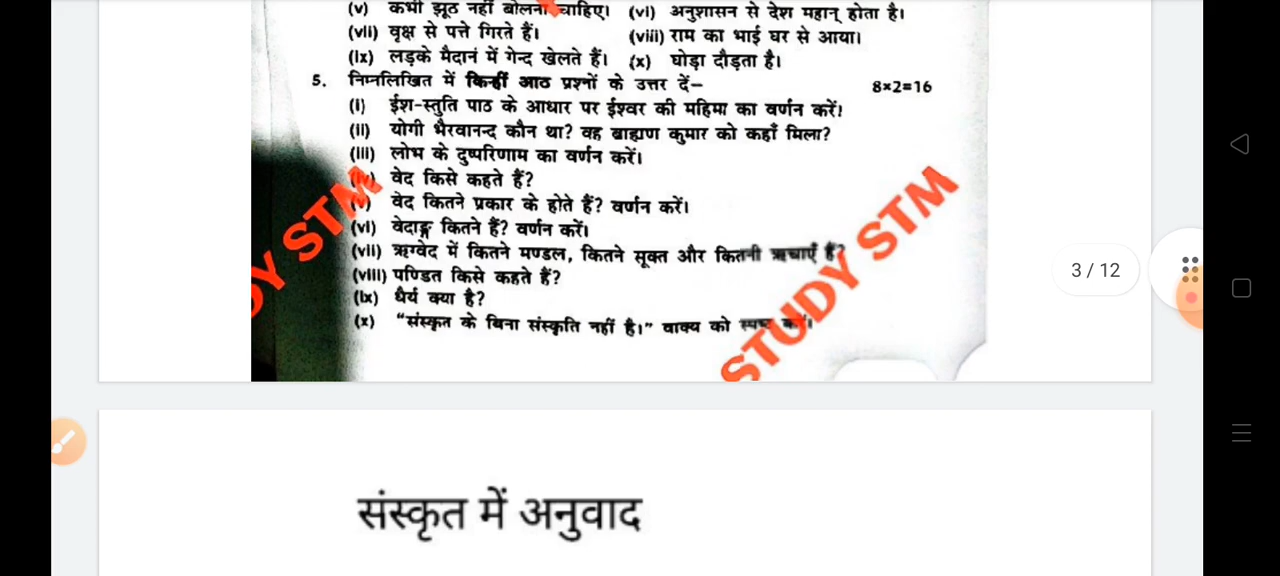 (v) कभी झूठ नहीं बोलना चाहिए। (vi) अनुशासन से देश महान् होता है।
(vii) वृक्ष से पत्ते गिरते हैं। (viii) राम का भाई घर से आया।
(ix) लड़के मैदान में गेन्द खेलते हैं। (x) घोड़ा दौड़ता है।
5. निम्नलिखित में किन्हीं आठ प्रश्नों के उत्तर दें— 8×2=16
(i) ईश-स्तुति पाठ के आधार पर ईश्वर की महिमा का वर्णन करें।
(ii) योगी भैरवानन्द कौन था? वह ब्राह्मण कुमार को कहाँ मिला?
(iii) लोभ के दुष्परिणाम का वर्णन करें।
(iv) वेद किसे कहते हैं?
(v) वेद कितने प्रकार के होते हैं? वर्णन करें।
(vi) वेदाङ्ग कितने हैं? वर्णन करें।
(vii) ऋग्वेद में कितने मण्डल, कितने सूक्त और कितनी ऋचाएँ हैं?
(viii) पण्डित किसे कहते हैं?
(ix) धैर्य क्या है?
(x) "संस्कृत के बिना संस्कृति नहीं है।" वाक्य को स्पष्ट करें।
DY STM
STUDY STM
3 / 12
संस्कृत में अनुवाद